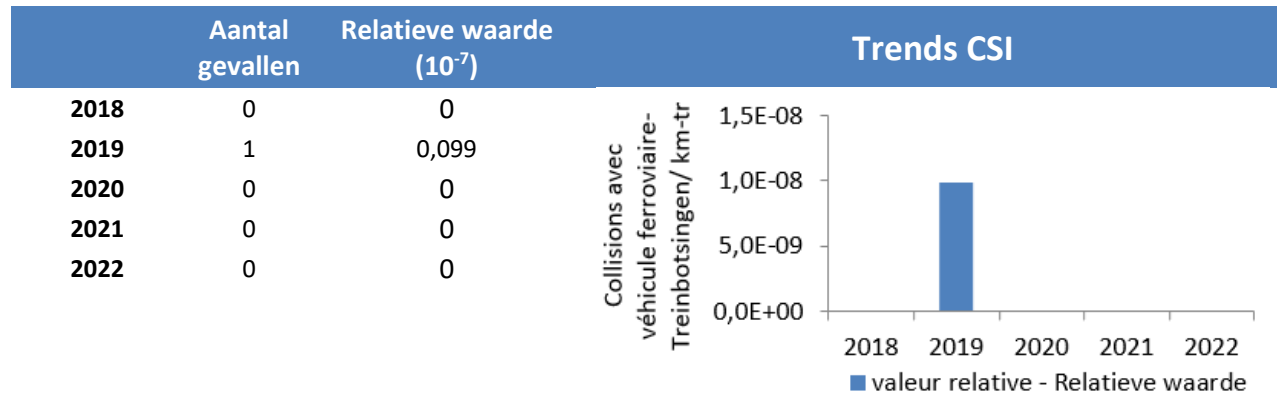 Aantal gevallen Relatieve waarde (10⁻⁷)
2018 0 0
2019 1 0,099
2020 0 0
2021 0 0
2022 0 0
Trends CSI
Collisions avec
véhicule ferroviaire-
Treinbotsingen/ km-tr
1,5E-08
1,0E-08
5,0E-09
0,0E+00
2018 2019 2020 2021 2022
valeur relative - Relatieve waarde